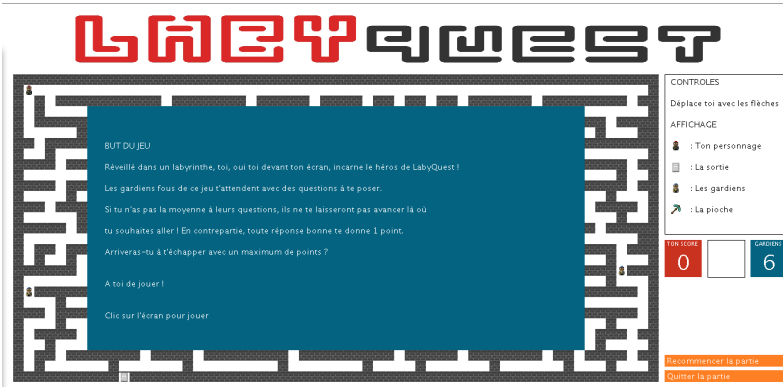 LABYQUEST
BUT DU JEU
Réveillé dans un labyrinthe, toi, oui toi devant ton écran, incarne le héros de LabyQuest !
Les gardiens fous de ce jeu t'attendent avec des questions à te poser.
Si tu n'as pas la moyenne à leurs questions, ils ne te laisseront pas avancer là où
tu souhaites aller ! En contrepartie, toute réponse bonne te donne 1 point.
Arriveras-tu à t'échapper avec un maximum de points ?
A toi de jouer !
Clic sur l'écran pour jouer
CONTROLES
Déplace toi avec les flèches
AFFICHAGE
: Ton personnage
: La sortie
: Les gardiens
: La pioche
TON SCORE
0
GARDIENS
6
Recommencer la partie
Quitter la partie